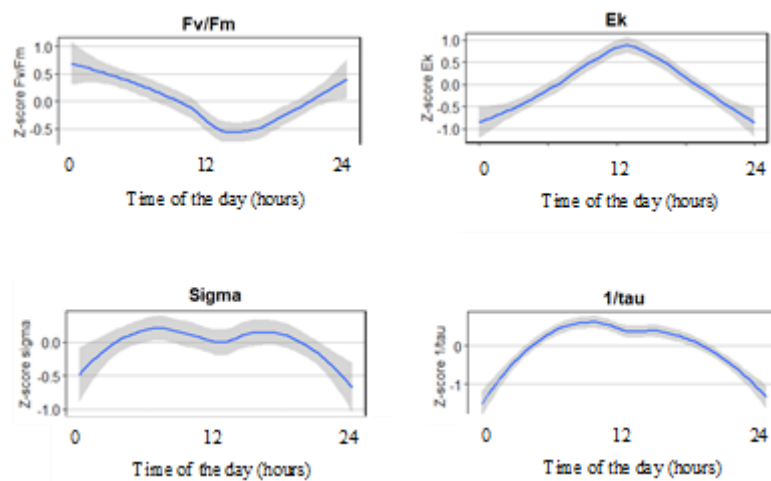 Fv/Fm
Z-score Fv/Fm
1.0
0.5
0.0
-0.5
0 12 24
Time of the day (hours)
Ek
Z-score Ek
1.0
0.5
0.0
-0.5
-1.0
0 12 24
Time of the day (hours)
Sigma
Z-score sigma
0.0
-0.5
-1.0
0 12 24
Time of the day (hours)
1/tau
Z-score 1/tau
0
-1
0 12 24
Time of the day (hours)